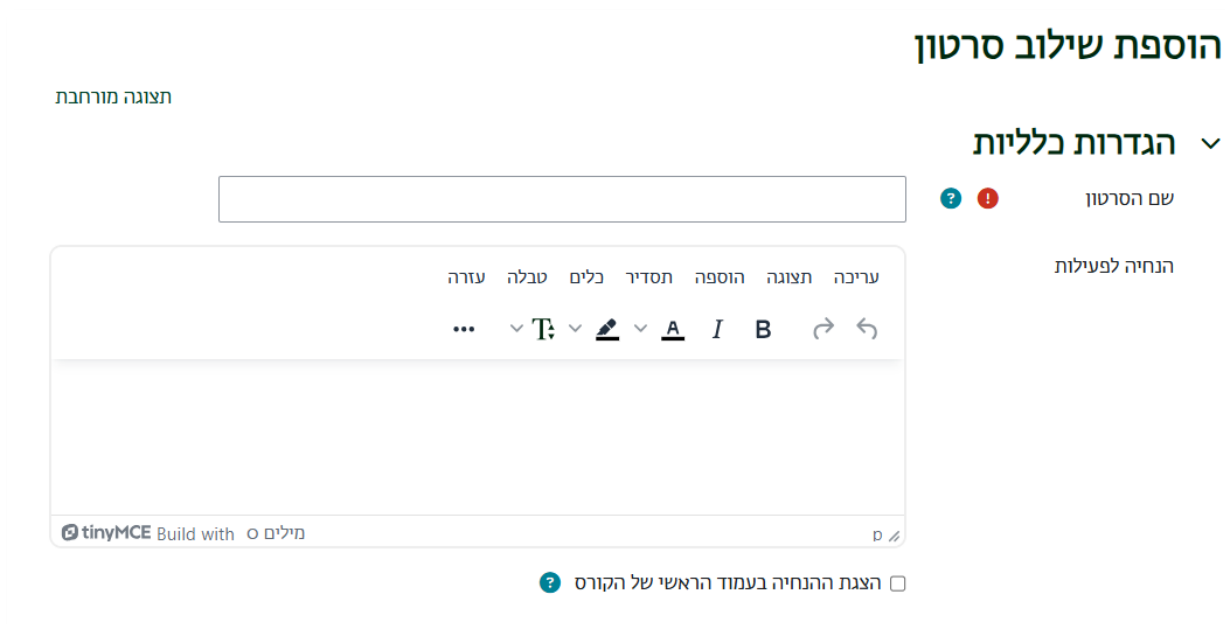 הוספת שילוב סרטון
תצוגה מורחבת
הגדרות כלליות
שם הסרטון
הנחיה לפעילות
עריכה תצוגה הוספה תסדיר כלים טבלה עזרה
B I A T
p מילים 0 Build with tinyMCE
הצגת ההנחיה בעמוד הראשי של הקורס